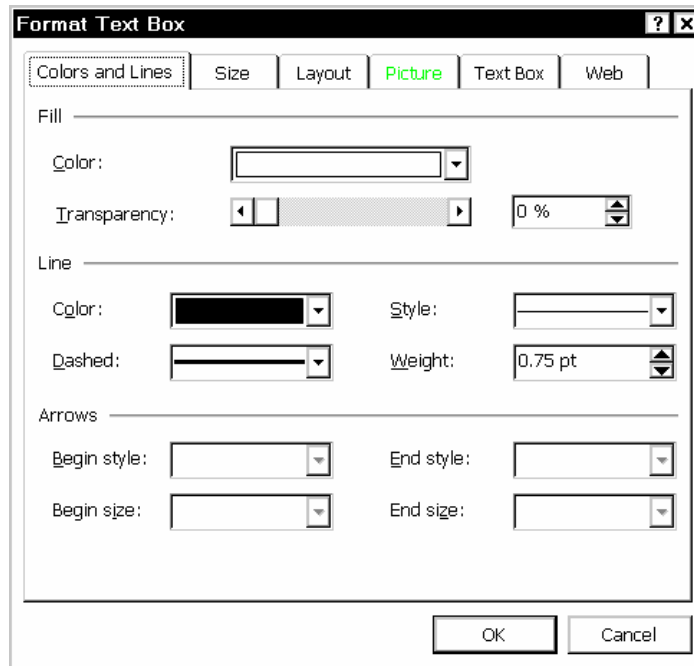 Format Text Box ? X
Colors and Lines Size Layout Picture Text Box Web
Fill
Color:
Transparency: 0 %
Line
Color: Style:
Dashed: Weight: 0.75 pt
Arrows
Begin style: End style:
Begin size: End size:
OK Cancel